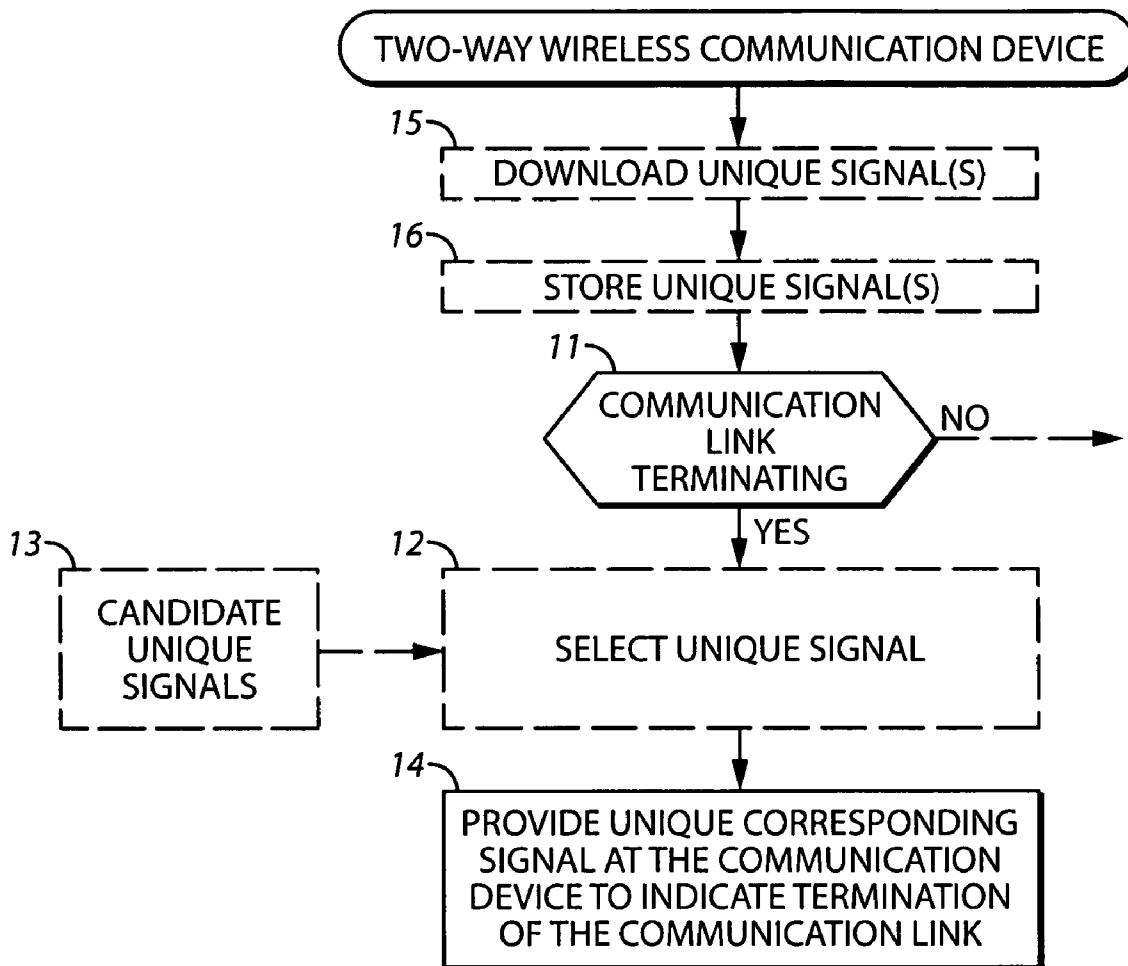 TWO-WAY WIRELESS COMMUNICATION DEVICE
15
DOWNLOAD UNIQUE SIGNAL(S)
16
STORE UNIQUE SIGNAL(S)
11
COMMUNICATION
LINK
TERMINATING
NO
YES
13
CANDIDATE
UNIQUE
SIGNALS
12
SELECT UNIQUE SIGNAL
14
PROVIDE UNIQUE CORRESPONDING
SIGNAL AT THE COMMUNICATION
DEVICE TO INDICATE TERMINATION
OF THE COMMUNICATION LINK